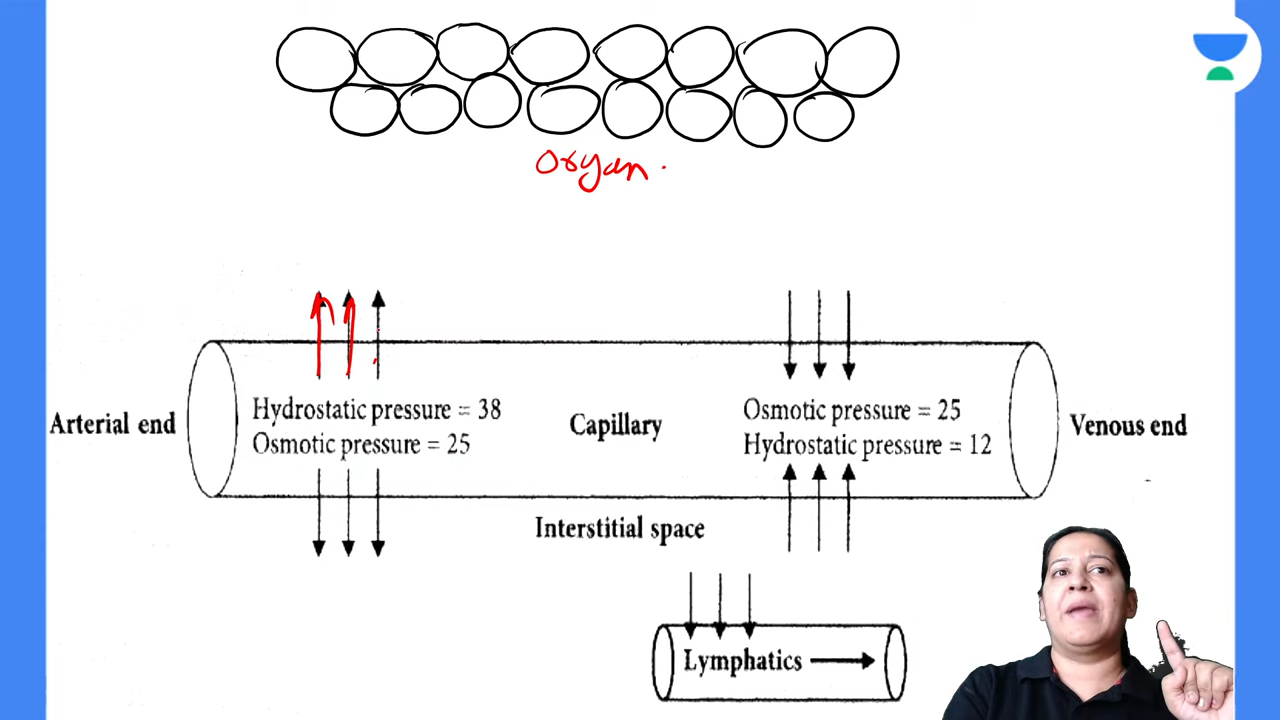 Organ.
Hydrostatic pressure = 38
Osmotic pressure = 25
Arterial end
Capillary
Osmotic pressure = 25
Hydrostatic pressure = 12
Venous end
Interstitial space
Lymphatics